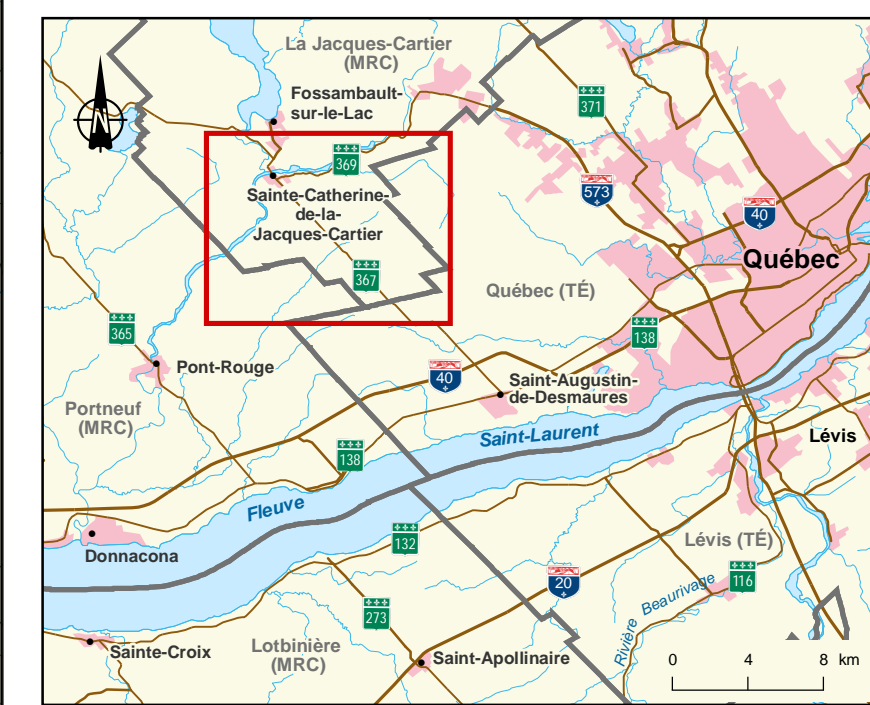 La Jacques-Cartier
(MRC)
N
Fossambault-
sur-le-Lac
371
369
573
40
Sainte-Catherine-
de-la-
Jacques-Cartier
Québec
367
Québec (TÉ)
365
138
Pont-Rouge
40
Saint-Augustin-
de-Desmaures
Portneuf
(MRC)
Saint-Laurent
Lévis
138
Fleuve
132
Donnacona
Lévis (TÉ)
20
116
Rivière Beaurivage
273
Sainte-Croix
Lotbinière
(MRC)
Saint-Apollinaire
0 4 8 km